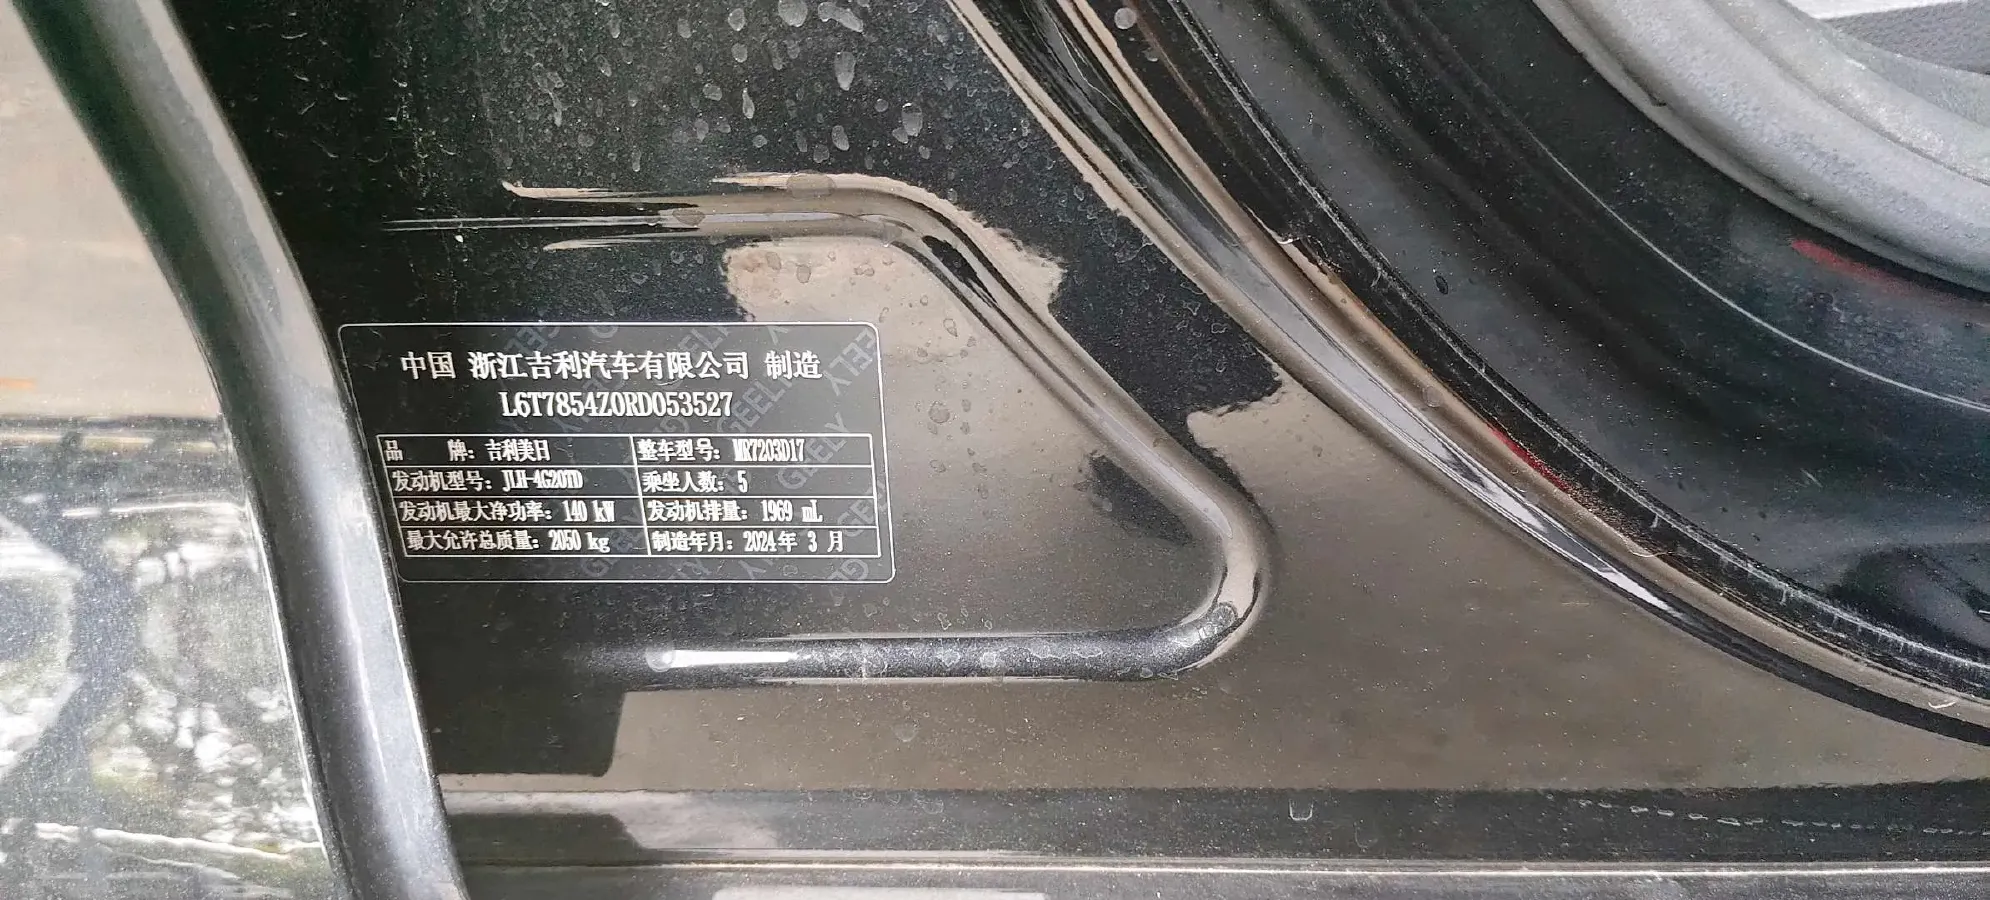 中国 浙江吉利汽车有限公司 制造
L6T7854Z0RD053527
品 牌：吉利美日 整车型号：MR7203D17
发动机型号：JLH-4G20TD 乘坐人数：5
发动机最大净功率：140 kW 发动机排量：1969 mL
最大允许总质量：2050 kg 制造年月：2024年 3 月
GEELY
GEELY
GEELY